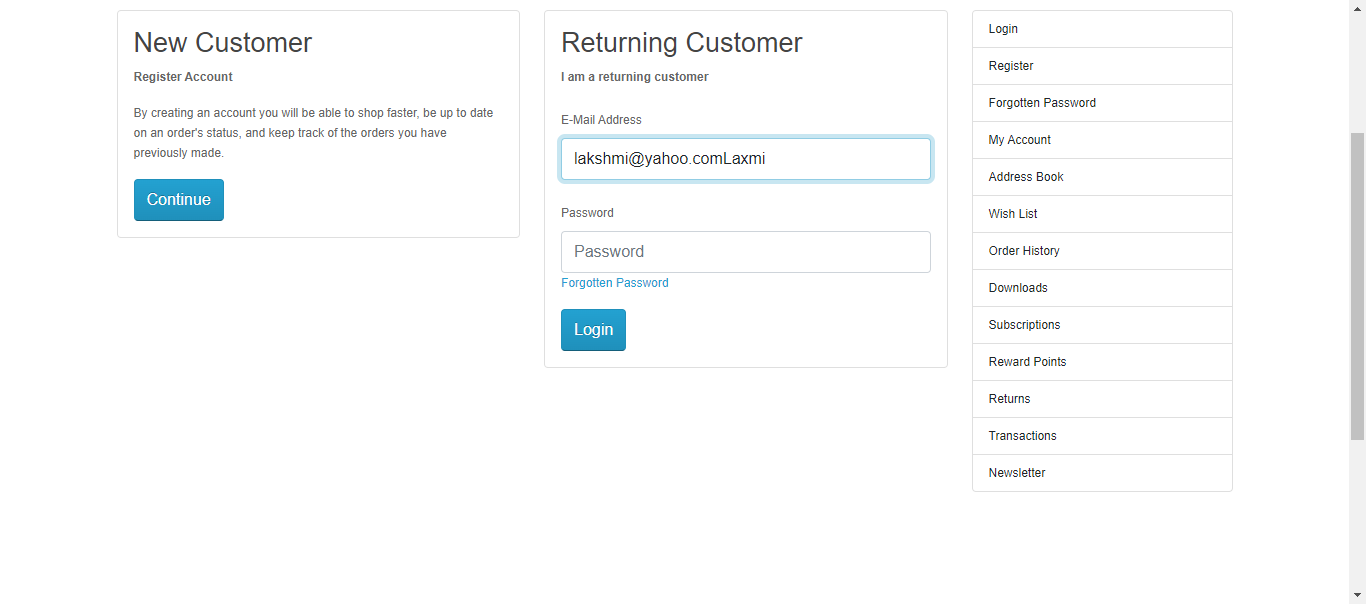 New Customer
Register Account
By creating an account you will be able to shop faster, be up to date
on an order's status, and keep track of the orders you have
previously made.
Continue
Returning Customer
I am a returning customer
E-Mail Address
lakshmi@yahoo.comLaxmi
Password
Password
Forgotten Password
Login
Login
Register
Forgotten Password
My Account
Address Book
Wish List
Order History
Downloads
Subscriptions
Reward Points
Returns
Transactions
Newsletter